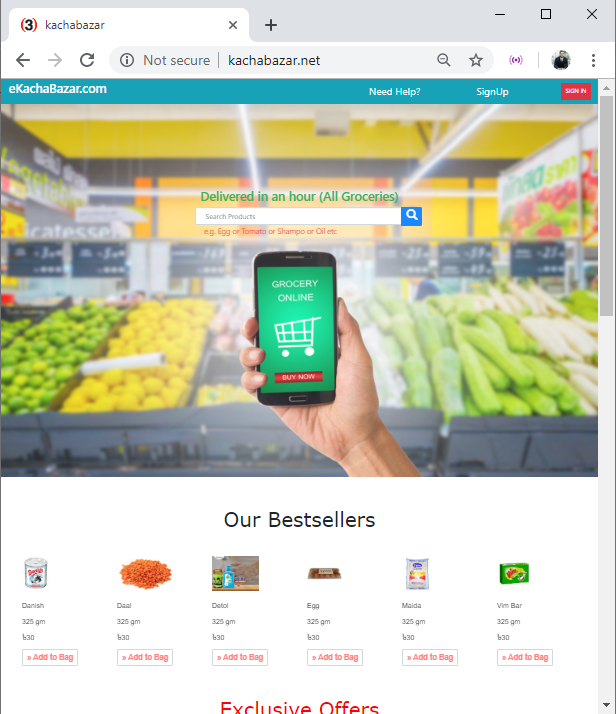 kachabazar
Not secure
kachabazar.net
eKachaBazar.com
Need Help?
SignUp
SIGN IN
Delivered in an hour (All Groceries)
Search Products
e.g. Egg or Tomato or Shampo or Oil etc
GROCERY
ONLINE
BUY NOW
Our Bestsellers
Danish
Daal
Detol
Egg
Maida
Vim Bar
325 gm
325 gm
325 gm
325 gm
325 gm
325 gm
৳30
৳30
৳30
৳30
৳30
৳30
» Add to Bag
» Add to Bag
» Add to Bag
» Add to Bag
» Add to Bag
» Add to Bag
Exclusive Offers